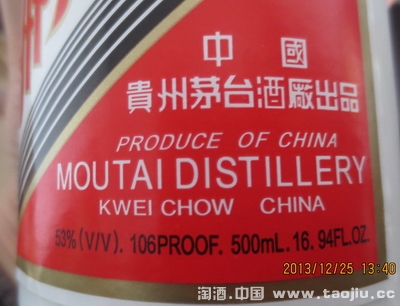 中國
貴州茅台酒廠出品
PRODUCE OF CHINA
MOUTAI DISTILLERY
KWEI CHOW CHINA
53% (V/V). 106PROOF. 500mL. 16. 94FL.OZ.
2013/12/25 13:40
淘酒.中国 www.taojiu.cc